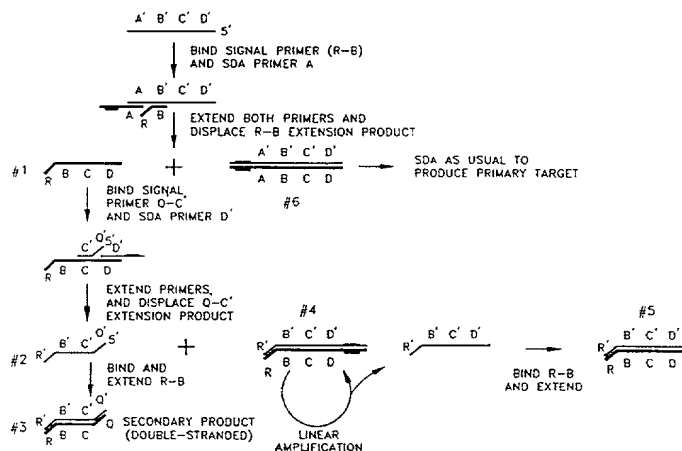 A' B' C' D'
5'
BIND SIGNAL PRIMER (R-B)
AND SDA PRIMER A
A B' C' D'
A R B
EXTEND BOTH PRIMERS AND
DISPLACE R-B EXTENSION PRODUCT
#1
R B C D
+
A' B' C' D'
A B C D
#6
SDA AS USUAL TO
PRODUCE PRIMARY TARGET
BIND SIGNAL
PRIMER Q-C'
AND SDA PRIMER D'
C' Q' 5' D'
R B C D
EXTEND PRIMERS,
AND DISPLACE Q-C'
EXTENSION PRODUCT
#2
R' B' C' Q' 5'
+
#4
R' B' C' D'
R B C D
LINEAR
AMPLIFICATION
R' B' C' D'
BIND R-B
AND EXTEND
#5
R' B' C' D'
R B C D
BIND AND
EXTEND R-B
#3
R' B' C' Q'
R B C Q
SECONDARY PRODUCT
(DOUBLE-STRANDED)